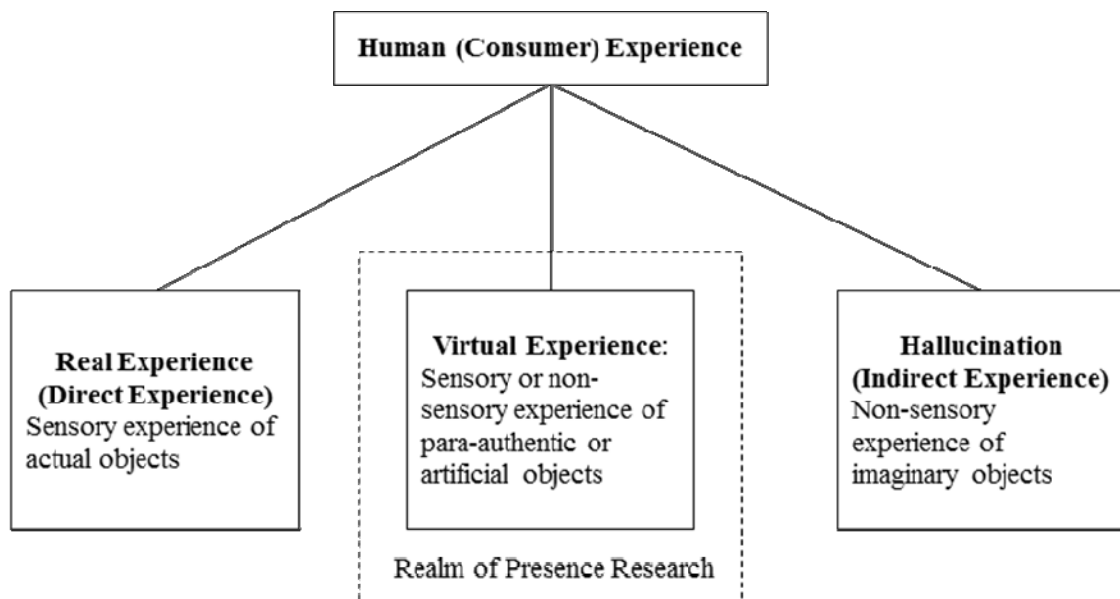 Human (Consumer) Experience
Real Experience
(Direct Experience)
Sensory experience of
actual objects
Virtual Experience:
Sensory or non-
sensory experience of
para-authentic or
artificial objects
Realm of Presence Research
Hallucination
(Indirect Experience)
Non-sensory
experience of
imaginary objects